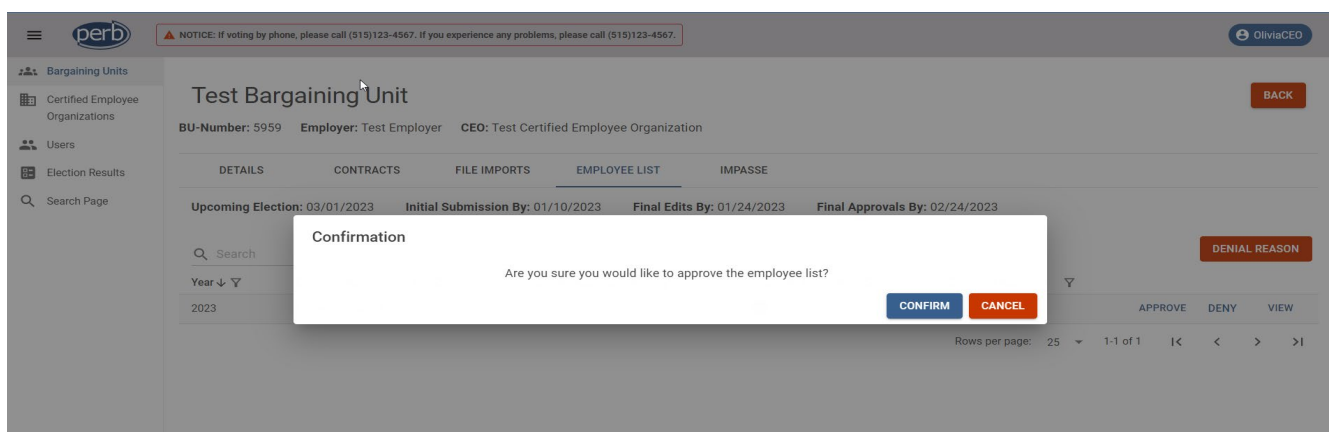 perb
NOTICE: If voting by phone, please call (515)123-4567. If you experience any problems, please call (515)123-4567.
OliviaCEO
Bargaining Units
Certified Employee
Organizations
Users
Election Results
Search Page
Test Bargaining Unit
BACK
BU-Number: 5959 Employer: Test Employer CEO: Test Certified Employee Organization
DETAILS CONTRACTS FILE IMPORTS EMPLOYEE LIST IMPASSE
Upcoming Election: 03/01/2023 Initial Submission By: 01/10/2023 Final Edits By: 01/24/2023 Final Approvals By: 02/24/2023
Confirmation
Search
DENIAL REASON
Are you sure you would like to approve the employee list?
Year
CONFIRM CANCEL
2023 APPROVE DENY VIEW
Rows per page: 25 1-1 of 1